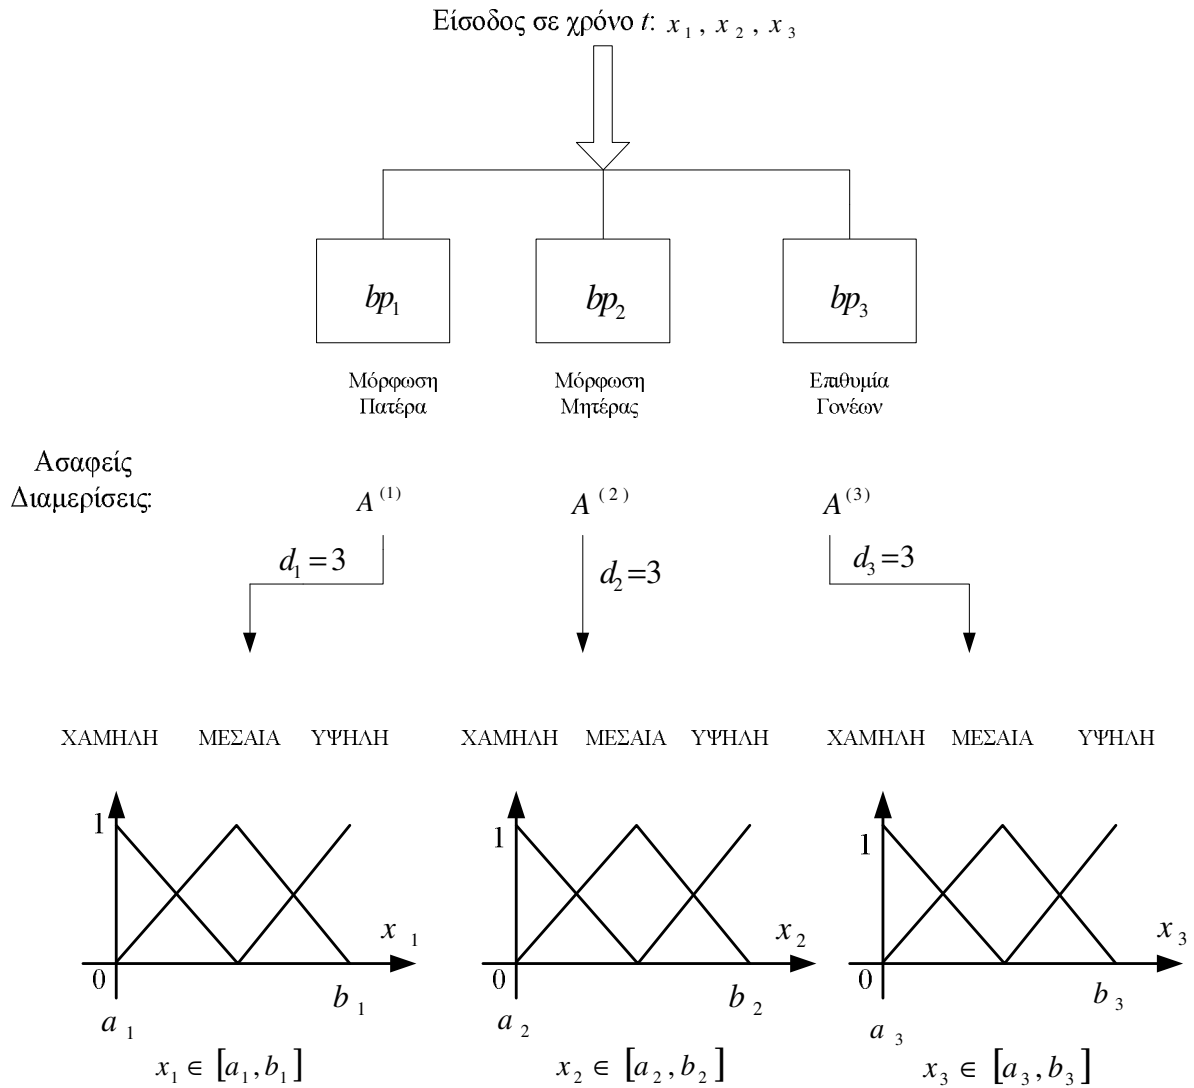 Είσοδος σε χρόνο t: x₁ , x₂ , x₃
bp₁ bp₂ bp₃
Μόρφωση Μόρφωση Επιθυμία
Πατέρα Μητέρας Γονέων
Ασαφείς
Διαμερίσεις: A⁽¹⁾ A⁽²⁾ A⁽³⁾
d₁=3 d₂=3 d₃=3
ΧΑΜΗΛΗ ΜΕΣΑΙΑ ΥΨΗΛΗ ΧΑΜΗΛΗ ΜΕΣΑΙΑ ΥΨΗΛΗ ΧΑΜΗΛΗ ΜΕΣΑΙΑ ΥΨΗΛΗ
1 1 1
x₁ x₂ x₃
0 0 0
b₁ b₂ b₃
a₁ a₂ a₃
x₁ ∈ [a₁, b₁] x₂ ∈ [a₂, b₂] x₃ ∈ [a₃, b₃]